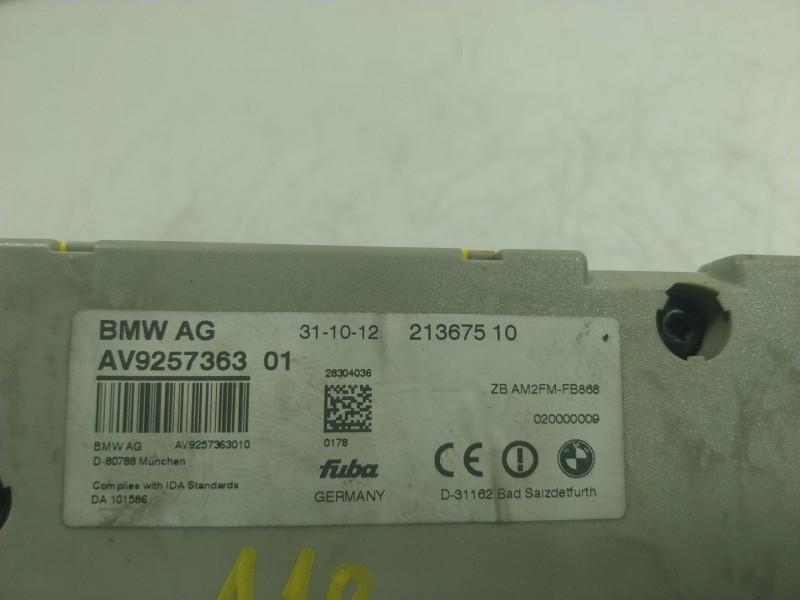 BMW AG 31-10-12 213675 10
AV9257363 01
28304036
ZB AM2FM-FB868
020000009
BMW AG AV9257363010
0178
D-80788 München
fuba
CE
Complies with IDA Standards
DA 101586
GERMANY
D-31162 Bad Salzdetfurth